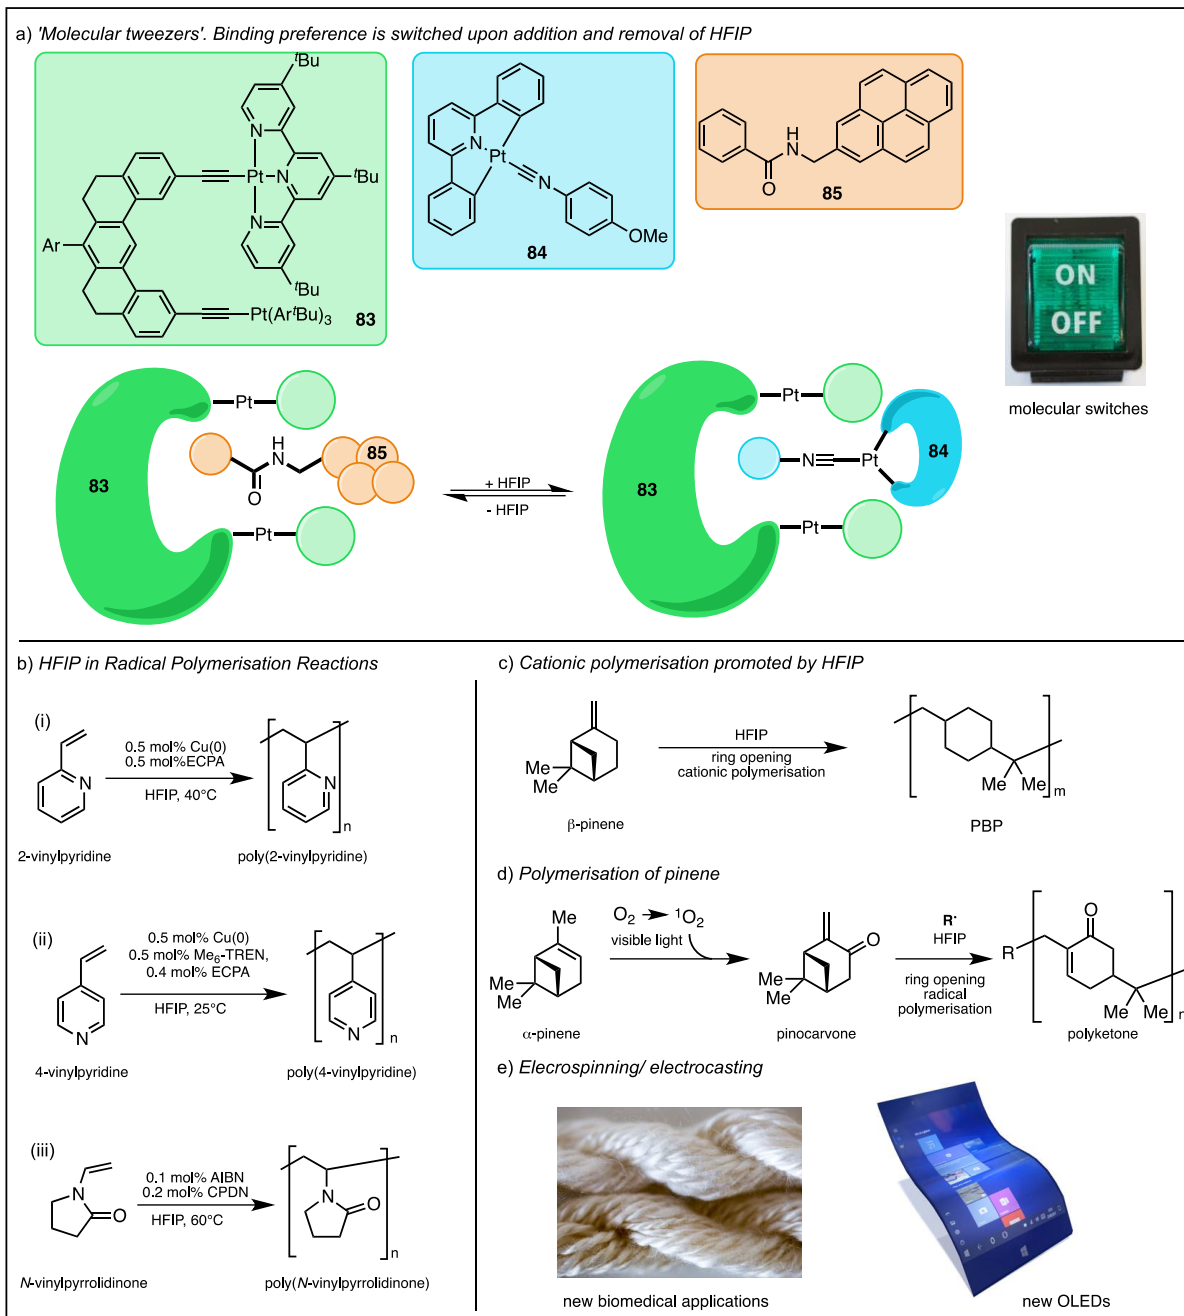 a) 'Molecular tweezers'. Binding preference is switched upon addition and removal of HFIP
tBu
N
Pt
N
tBu
N
Ar
tBu
Pt(ArtBu)3
83
N
Pt
N
OMe
84
H
N
O
85
ON
OFF
molecular switches
Pt
H
N
85
O
83
Pt
+ HFIP
- HFIP
Pt
84
N
Pt
83
Pt
b) HFIP in Radical Polymerisation Reactions
(i)
0.5 mol% Cu(0)
0.5 mol%ECPA
HFIP, 40°C
N
N
n
2-vinylpyridine
poly(2-vinylpyridine)
(ii)
0.5 mol% Cu(0)
0.5 mol% Me6-TREN,
0.4 mol% ECPA
HFIP, 25°C
N
N
n
4-vinylpyridine
poly(4-vinylpyridine)
(iii)
0.1 mol% AIBN
0.2 mol% CPDN
HFIP, 60°C
N
O
N
O
n
N-vinylpyrrolidinone
poly(N-vinylpyrrolidinone)
c) Cationic polymerisation promoted by HFIP
HFIP
ring opening
cationic polymerisation
Me
Me
Me Me
m
β-pinene
PBP
d) Polymerisation of pinene
Me
O2
1O2
visible light
Me
Me
O
Me
Me
R·
HFIP
ring opening
radical
polymerisation
R
O
Me Me
n
α-pinene
pinocarvone
polyketone
e) Elecrospinning/ electrocasting
new biomedical applications
new OLEDs